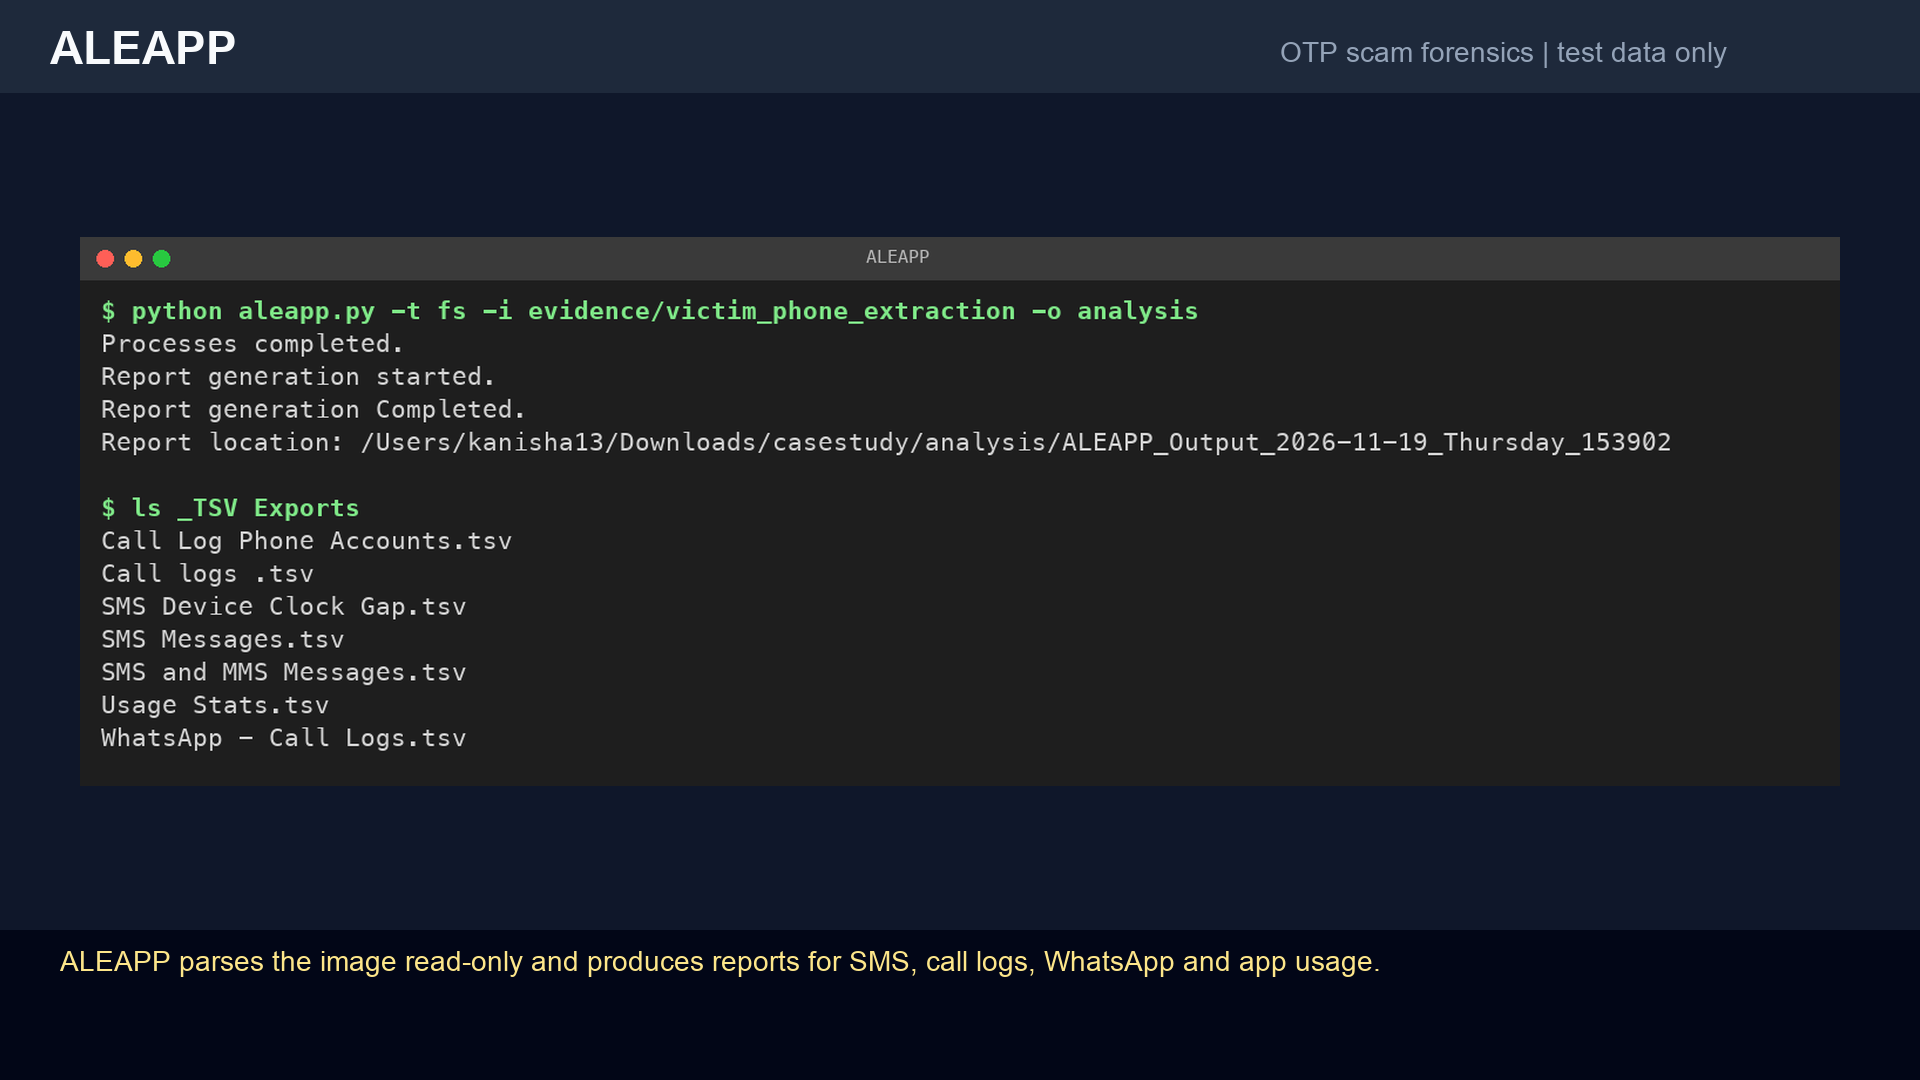 ALEAPP
OTP scam forensics | test data only
ALEAPP
$ python aleapp.py -t fs -i evidence/victim_phone_extraction -o analysis
Processes completed.
Report generation started.
Report generation Completed.
Report location: /Users/kanisha13/Downloads/casestudy/analysis/ALEAPP_Output_2026-11-19_Thursday_153902
$ ls _TSV Exports
Call Log Phone Accounts.tsv
Call logs .tsv
SMS Device Clock Gap.tsv
SMS Messages.tsv
SMS and MMS Messages.tsv
Usage Stats.tsv
WhatsApp - Call Logs.tsv
ALEAPP parses the image read-only and produces reports for SMS, call logs, WhatsApp and app usage.